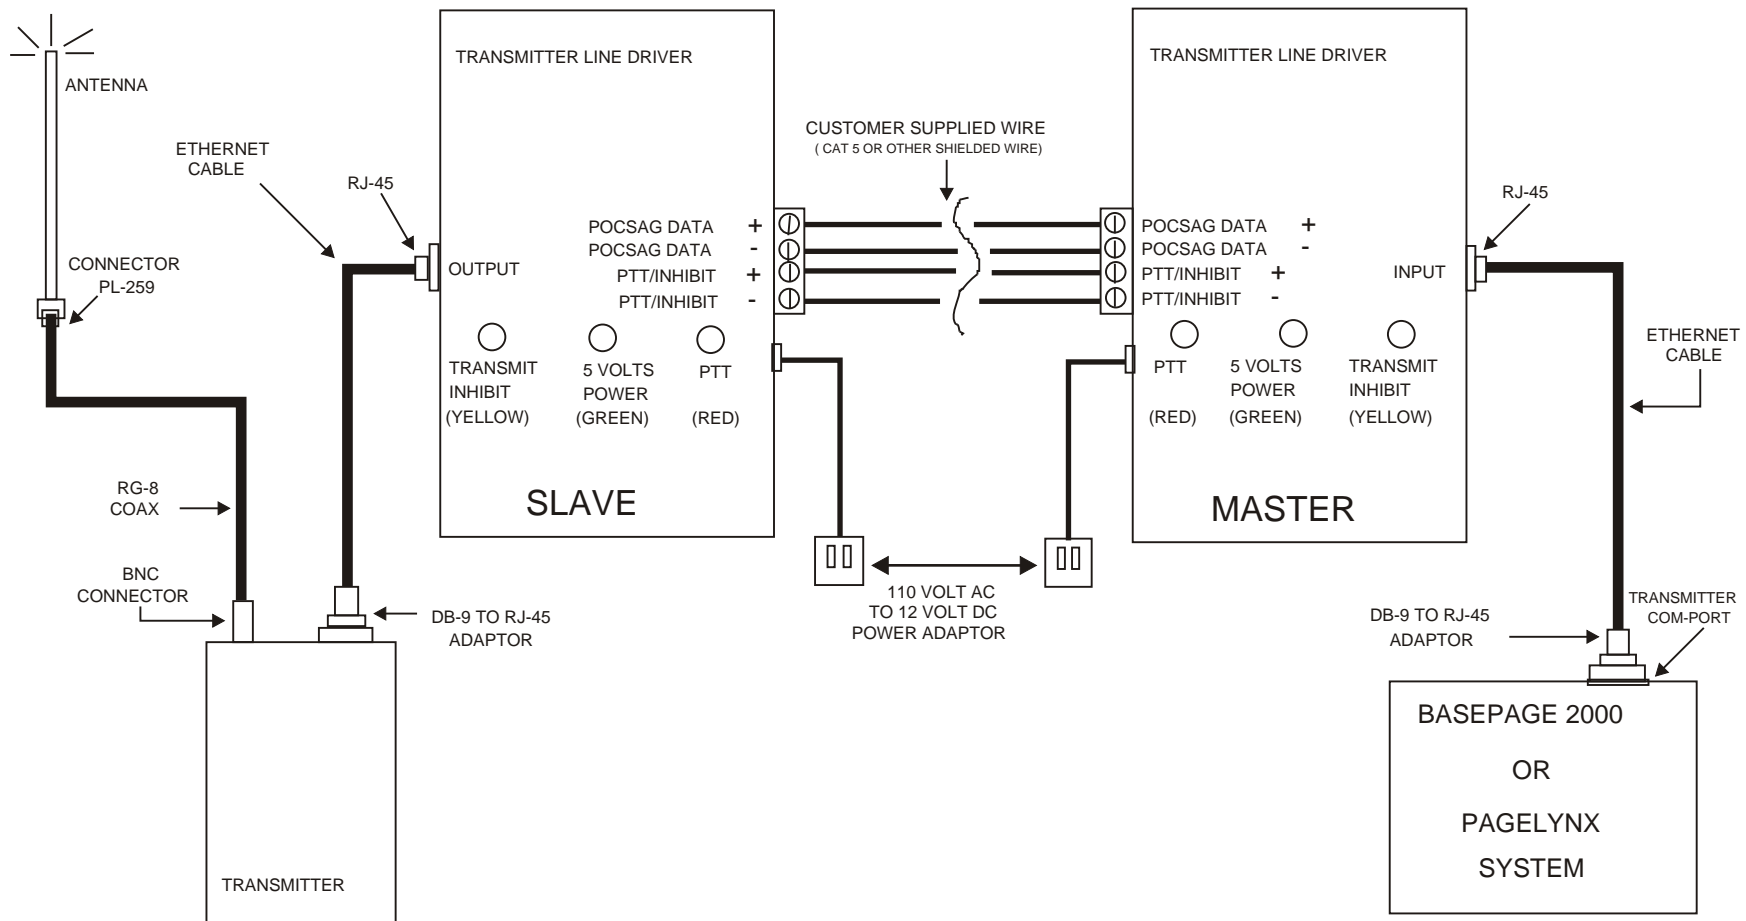 ANTENNA
CONNECTOR
PL-259
RG-8
COAX
BNC
CONNECTOR
TRANSMITTER
ETHERNET
CABLE
RJ-45
DB-9 TO RJ-45
ADAPTOR
TRANSMITTER LINE DRIVER
OUTPUT
POCSAG DATA +
POCSAG DATA -
PTT/INHIBIT +
PTT/INHIBIT -
TRANSMIT
INHIBIT
(YELLOW)
5 VOLTS
POWER
(GREEN)
PTT
(RED)
SLAVE
CUSTOMER SUPPLIED WIRE
( CAT 5 OR OTHER SHIELDED WIRE)
110 VOLT AC
TO 12 VOLT DC
POWER ADAPTOR
TRANSMITTER LINE DRIVER
POCSAG DATA +
POCSAG DATA -
PTT/INHIBIT +
PTT/INHIBIT -
INPUT
PTT
(RED)
5 VOLTS
POWER
(GREEN)
TRANSMIT
INHIBIT
(YELLOW)
MASTER
RJ-45
ETHERNET
CABLE
DB-9 TO RJ-45
ADAPTOR
TRANSMITTER
COM-PORT
BASEPAGE 2000
OR
PAGELYNX
SYSTEM